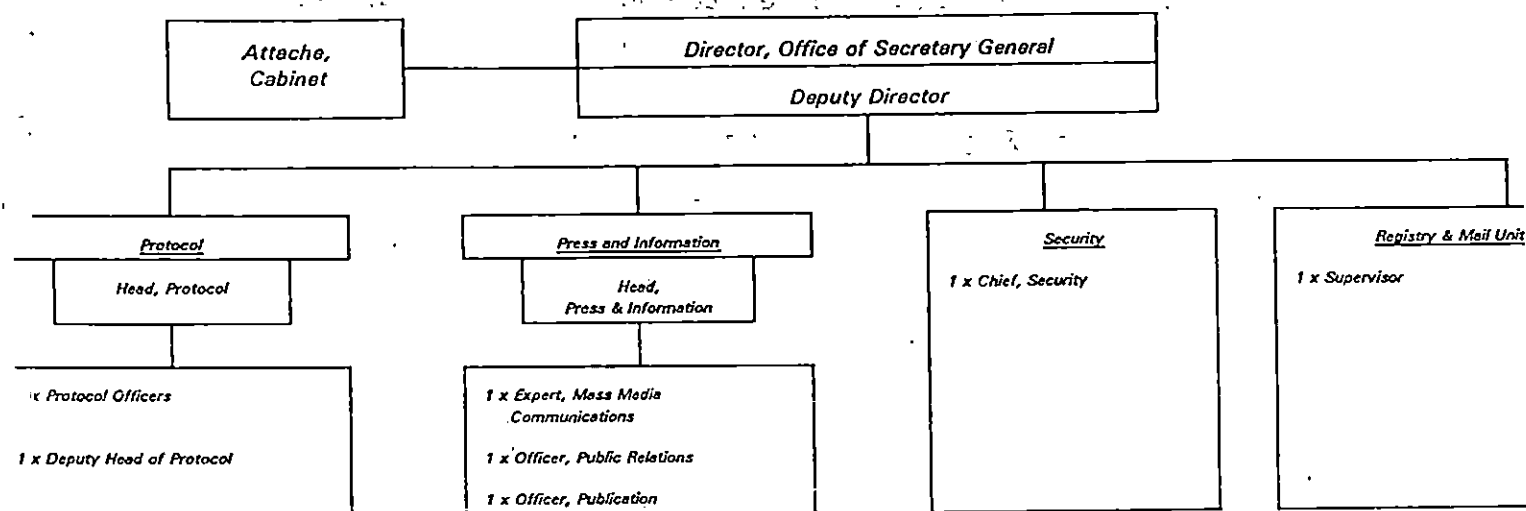 Attache,
Cabinet
Director, Office of Secretary General
Deputy Director
Protocol
Head, Protocol
x Protocol Officers
1 x Deputy Head of Protocol
Press and Information
Head,
Press & Information
1 x Expert, Mass Media
Communications
1 x Officer, Public Relations
1 x Officer, Publication
Security
1 x Chief, Security
Registry & Mail Unit
1 x Supervisor